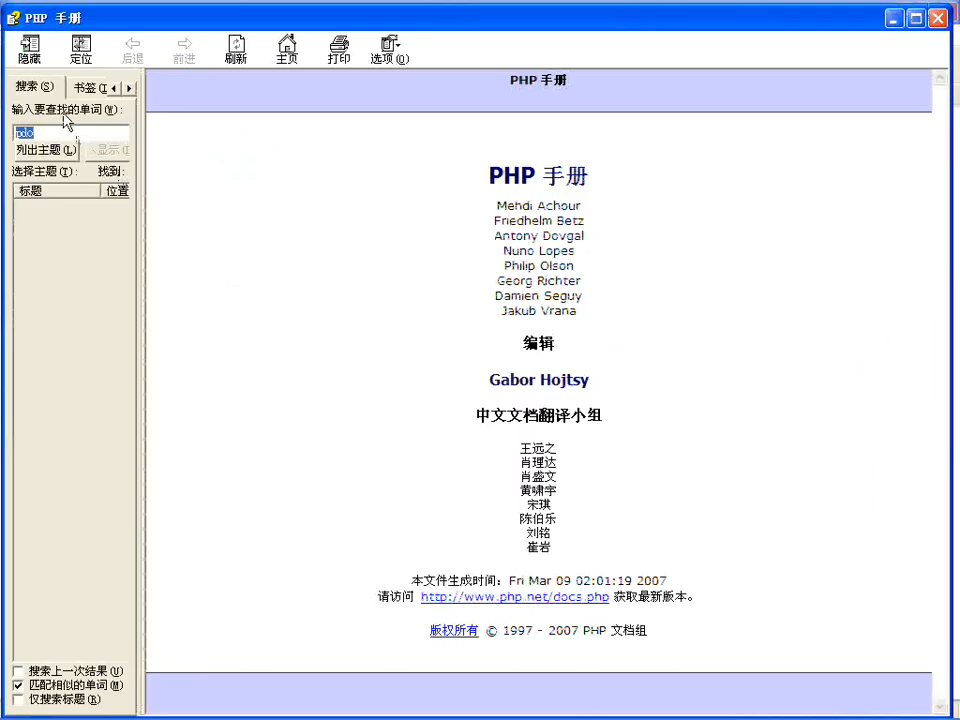 PHP 手册
隐藏 定位 后退 前进 刷新 主页 打印 选项(O)
搜索(S) 书签(I
输入要查找的单词(W):
pdo
列出主题(L) 显示(D
选择主题(T): 找到:
标题 位置
搜索上一次结果(U)
匹配相似的单词(M)
仅搜索标题(R)
PHP 手册
PHP 手册
Mehdi Achour
Friedhelm Betz
Antony Dovgal
Nuno Lopes
Philip Olson
Georg Richter
Damien Seguy
Jakub Vrana
编辑
Gabor Hojtsy
中文文档翻译小组
王远之
肖理达
肖盛文
黄啸宇
宋琪
陈伯乐
刘铭
崔岩
本文件生成时间: Fri Mar 09 02:01:19 2007
请访问 http://www.php.net/docs.php 获取最新版本。
版权所有 © 1997 - 2007 PHP 文档组